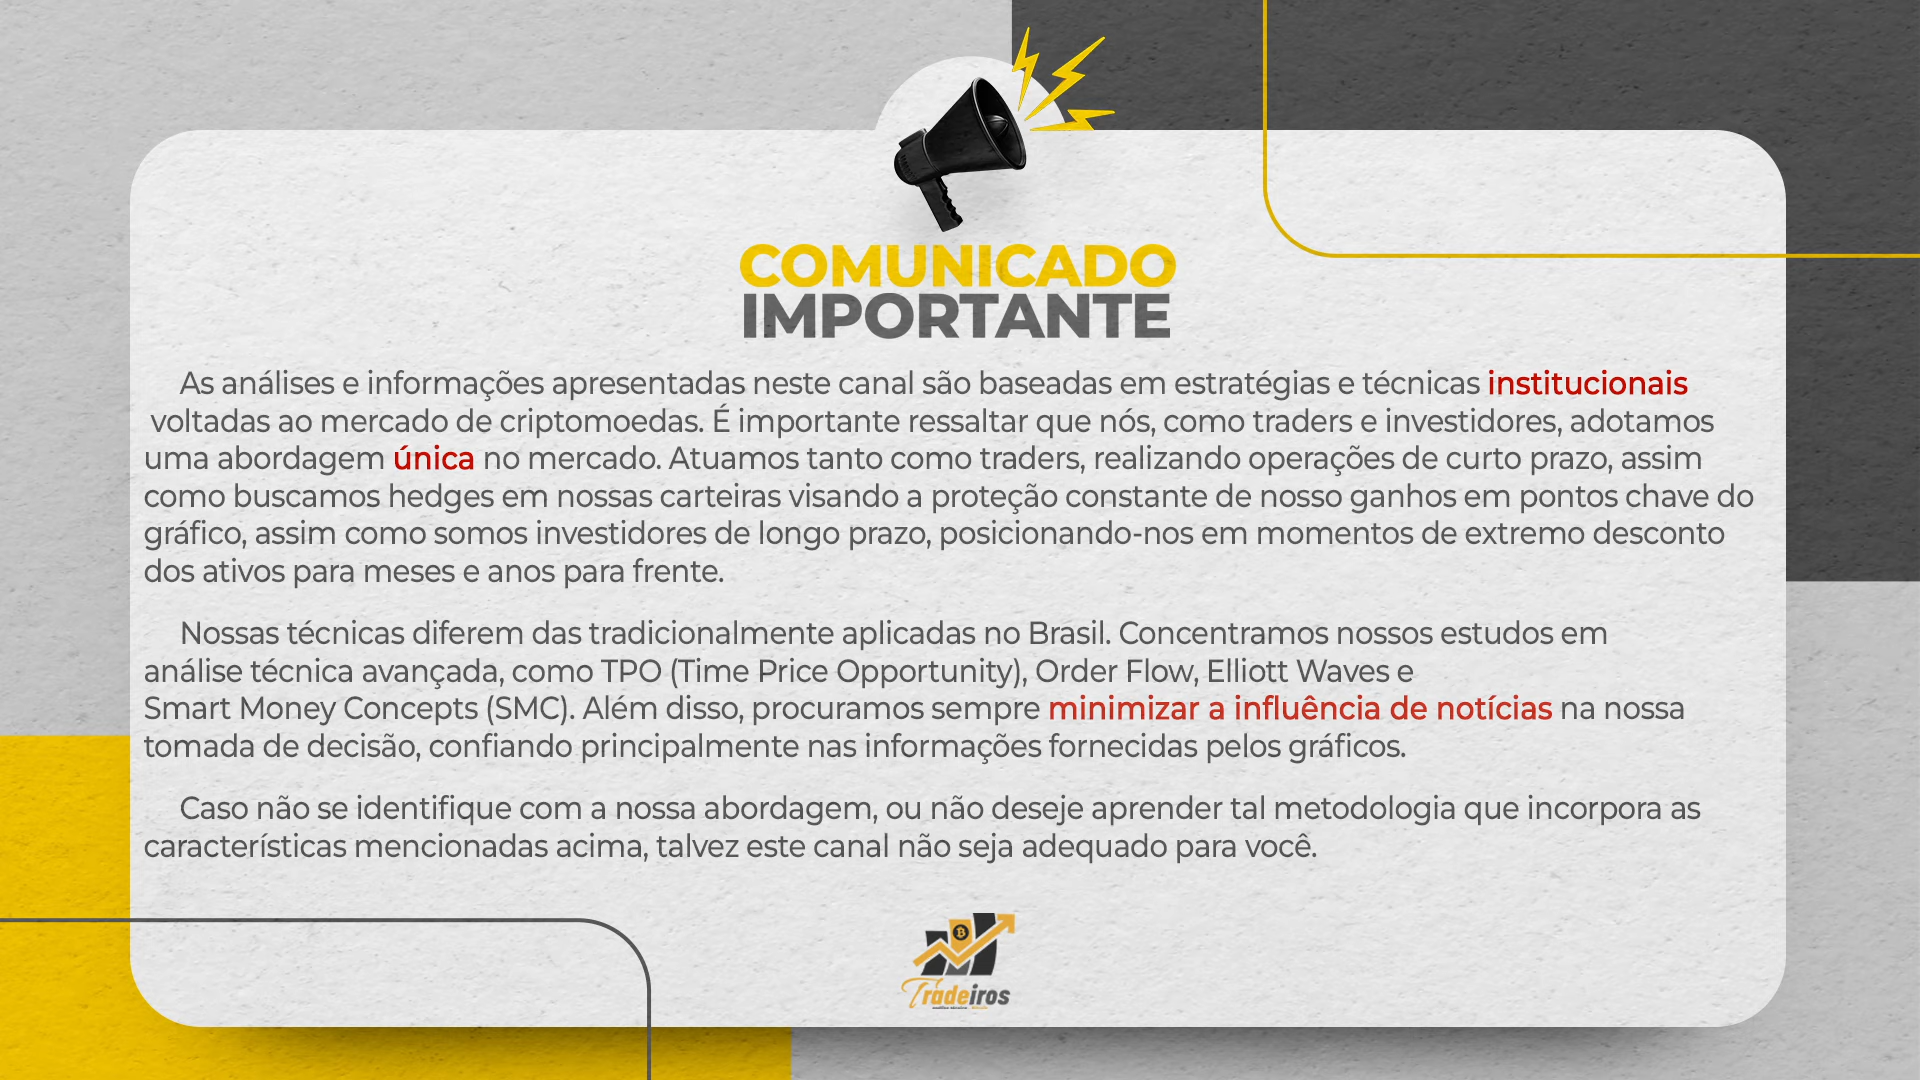 COMUNICADO
IMPORTANTE
As análises e informações apresentadas neste canal são baseadas em estratégias e técnicas institucionais
voltadas ao mercado de criptomoedas. É importante ressaltar que nós, como traders e investidores, adotamos
uma abordagem única no mercado. Atuamos tanto como traders, realizando operações de curto prazo, assim
como buscamos hedges em nossas carteiras visando a proteção constante de nosso ganhos em pontos chave do
gráfico, assim como somos investidores de longo prazo, posicionando-nos em momentos de extremo desconto
dos ativos para meses e anos para frente.
Nossas técnicas diferem das tradicionalmente aplicadas no Brasil. Concentramos nossos estudos em
análise técnica avançada, como TPO (Time Price Opportunity), Order Flow, Elliott Waves e
Smart Money Concepts (SMC). Além disso, procuramos sempre minimizar a influência de notícias na nossa
tomada de decisão, confiando principalmente nas informações fornecidas pelos gráficos.
Caso não se identifique com a nossa abordagem, ou não deseje aprender tal metodologia que incorpora as
características mencionadas acima, talvez este canal não seja adequado para você.
Tradeiros